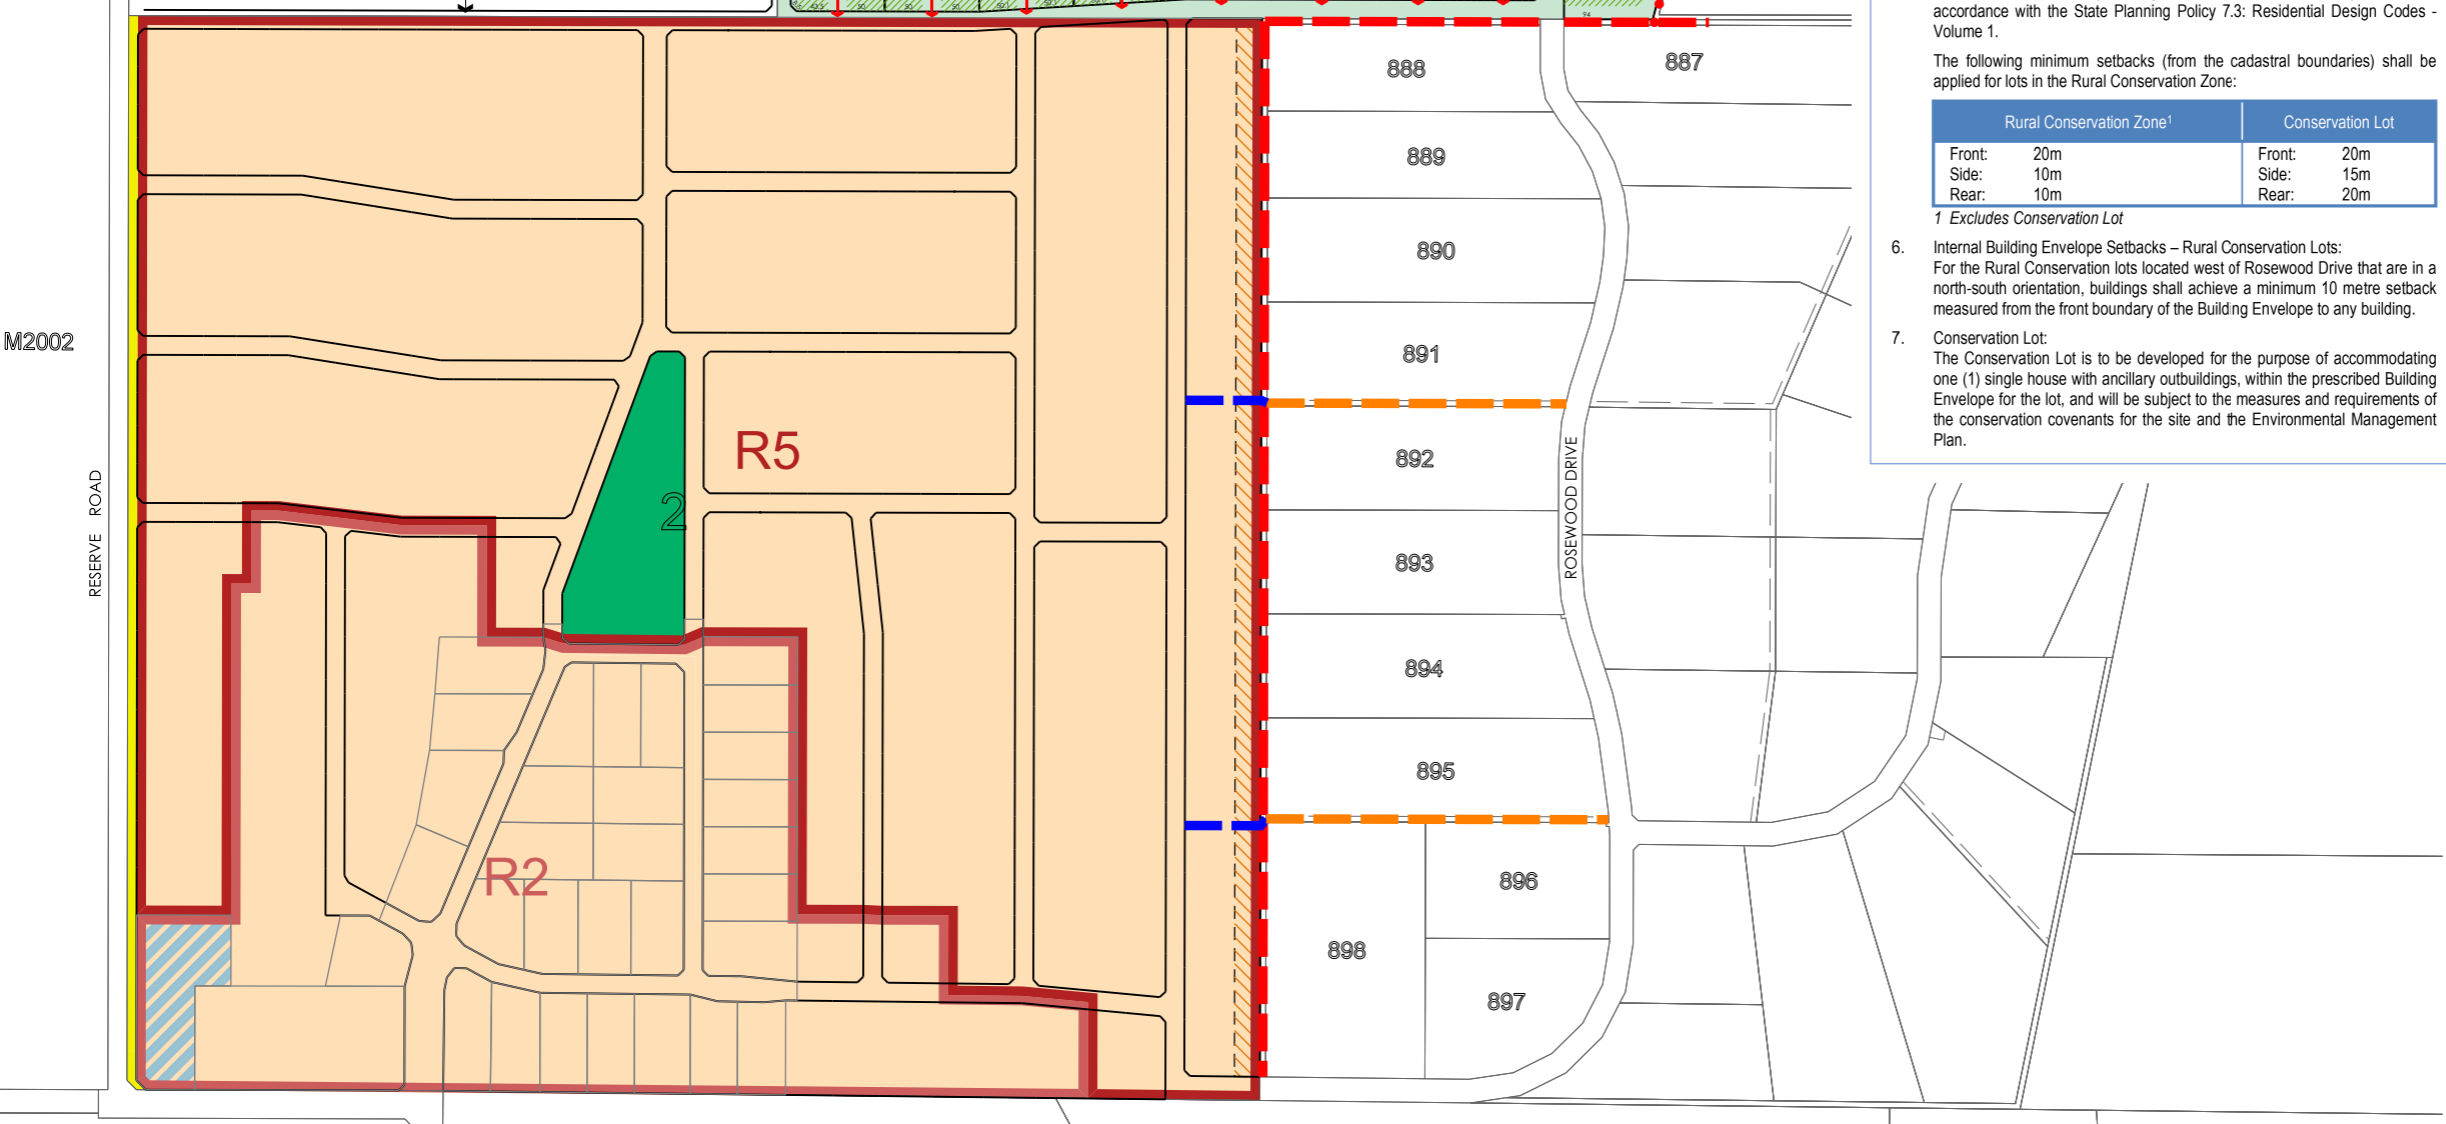 accordance with the State Planning Policy 7.3: Residential Design Codes -
Volume 1.
The following minimum setbacks (from the cadastral boundaries) shall be
applied for lots in the Rural Conservation Zone:
Rural Conservation Zone1 Conservation Lot
Front: 20m Front: 20m
Side: 10m Side: 15m
Rear: 10m Rear: 20m
1 Excludes Conservation Lot
6. Internal Building Envelope Setbacks – Rural Conservation Lots:
For the Rural Conservation lots located west of Rosewood Drive that are in a
north-south orientation, buildings shall achieve a minimum 10 metre setback
measured from the front boundary of the Building Envelope to any building.
7. Conservation Lot:
The Conservation Lot is to be developed for the purpose of accommodating
one (1) single house with ancillary outbuildings, within the prescribed Building
Envelope for the lot, and will be subject to the measures and requirements of
the conservation covenants for the site and the Environmental Management
Plan.
94
888
887
889
890
M2002
891
R5
892
RESERVE ROAD
ROSEWOOD DRIVE
2
893
894
895
R2
896
898
897